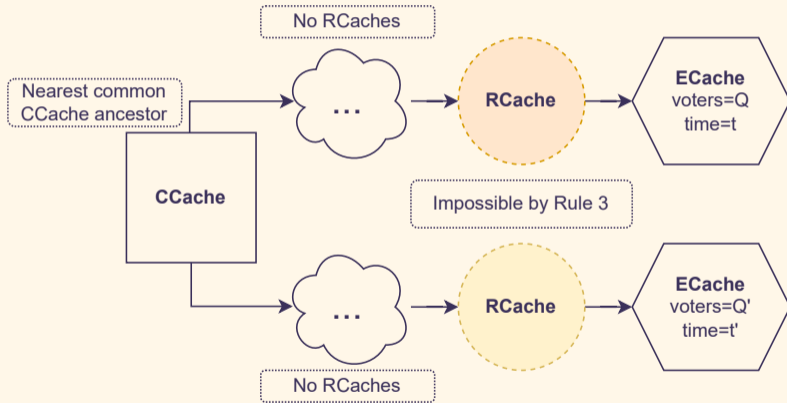 No RCaches
Nearest common
CCache ancestor
...
RCache
ECache
voters=Q
time=t
CCache
Impossible by Rule 3
...
RCache
ECache
voters=Q'
time=t'
No RCaches